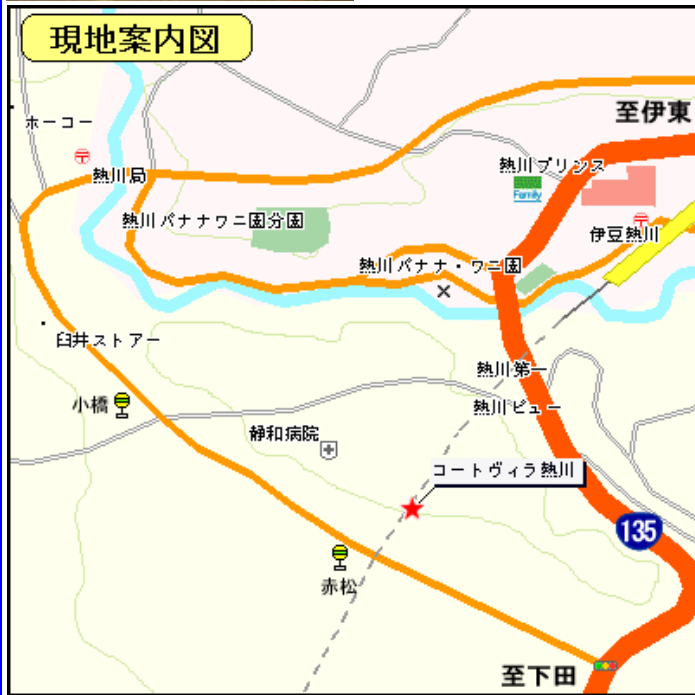 現地案内図
至伊東
ホーコー
熱川プリンス
Family
熱川局
熱川バナナワニ園分園
伊豆熱川
熱川バナナ・ワニ園
臼井ストアー
熱川第一
小橋
熱川ビュー
静和病院
コートヴィラ熱川
135
赤松
至下田